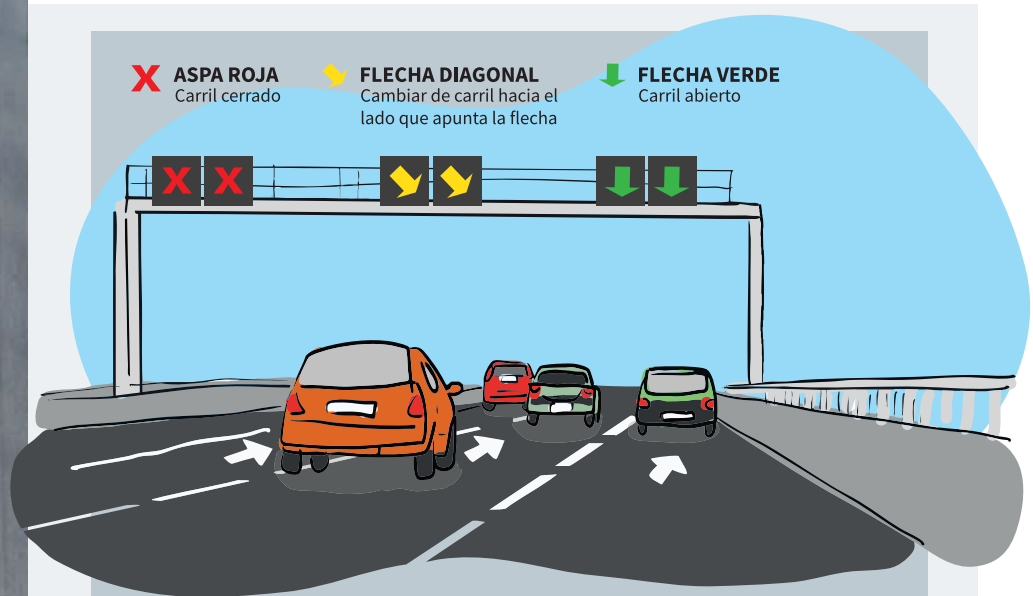 ASPA ROJA
Carril cerrado
FLECHA DIAGONAL
Cambiar de carril hacia el
lado que apunta la flecha
FLECHA VERDE
Carril abierto